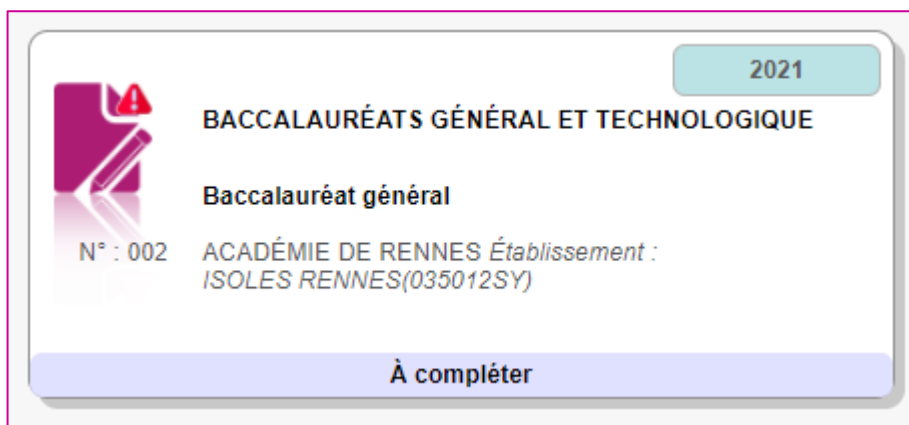 2021
BACCALAURÉATS GÉNÉRAL ET TECHNOLOGIQUE
Baccalauréat général
N° : 002 ACADÉMIE DE RENNES Établissement :
ISOLES RENNES(035012SY)
À compléter